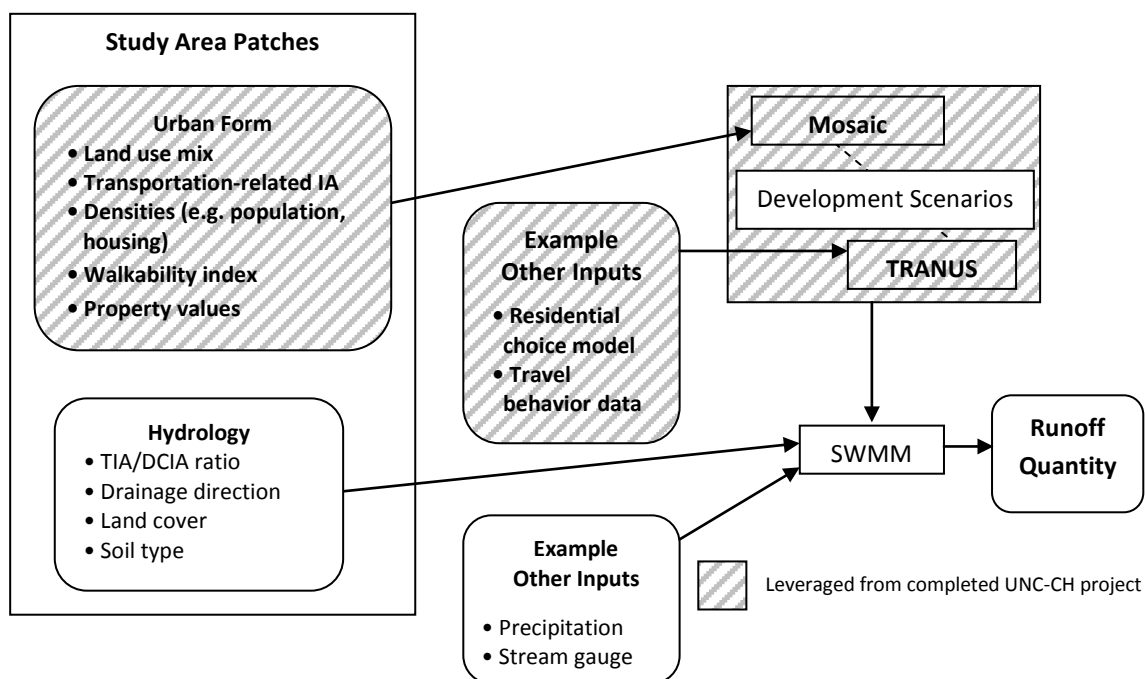 Study Area Patches
Urban Form
• Land use mix
• Transportation-related IA
• Densities (e.g. population,
housing)
• Walkability index
• Property values
Hydrology
• TIA/DCIA ratio
• Drainage direction
• Land cover
• Soil type
Example
Other Inputs
• Residential
choice model
• Travel
behavior data
Example
Other Inputs
• Precipitation
• Stream gauge
Mosaic
Development Scenarios
TRANUS
SWMM
Runoff
Quantity
Leveraged from completed UNC-CH project